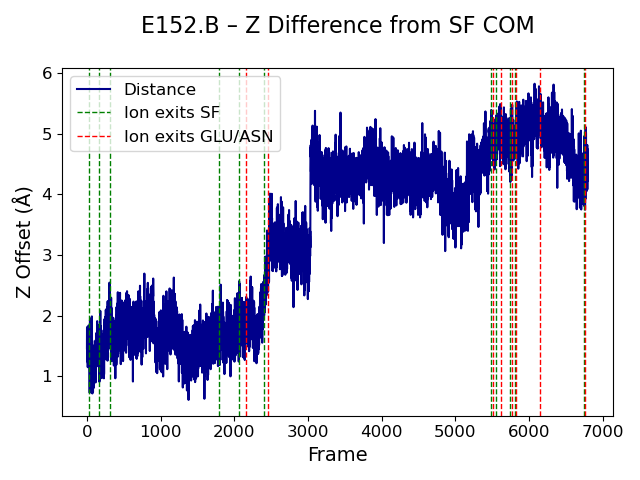 E152.B – Z Difference from SF COM
Distance
Ion exits SF
Ion exits GLU/ASN
Z Offset (Å)
6
5
4
3
2
1
0
1000
2000
3000
4000
5000
6000
7000
Frame